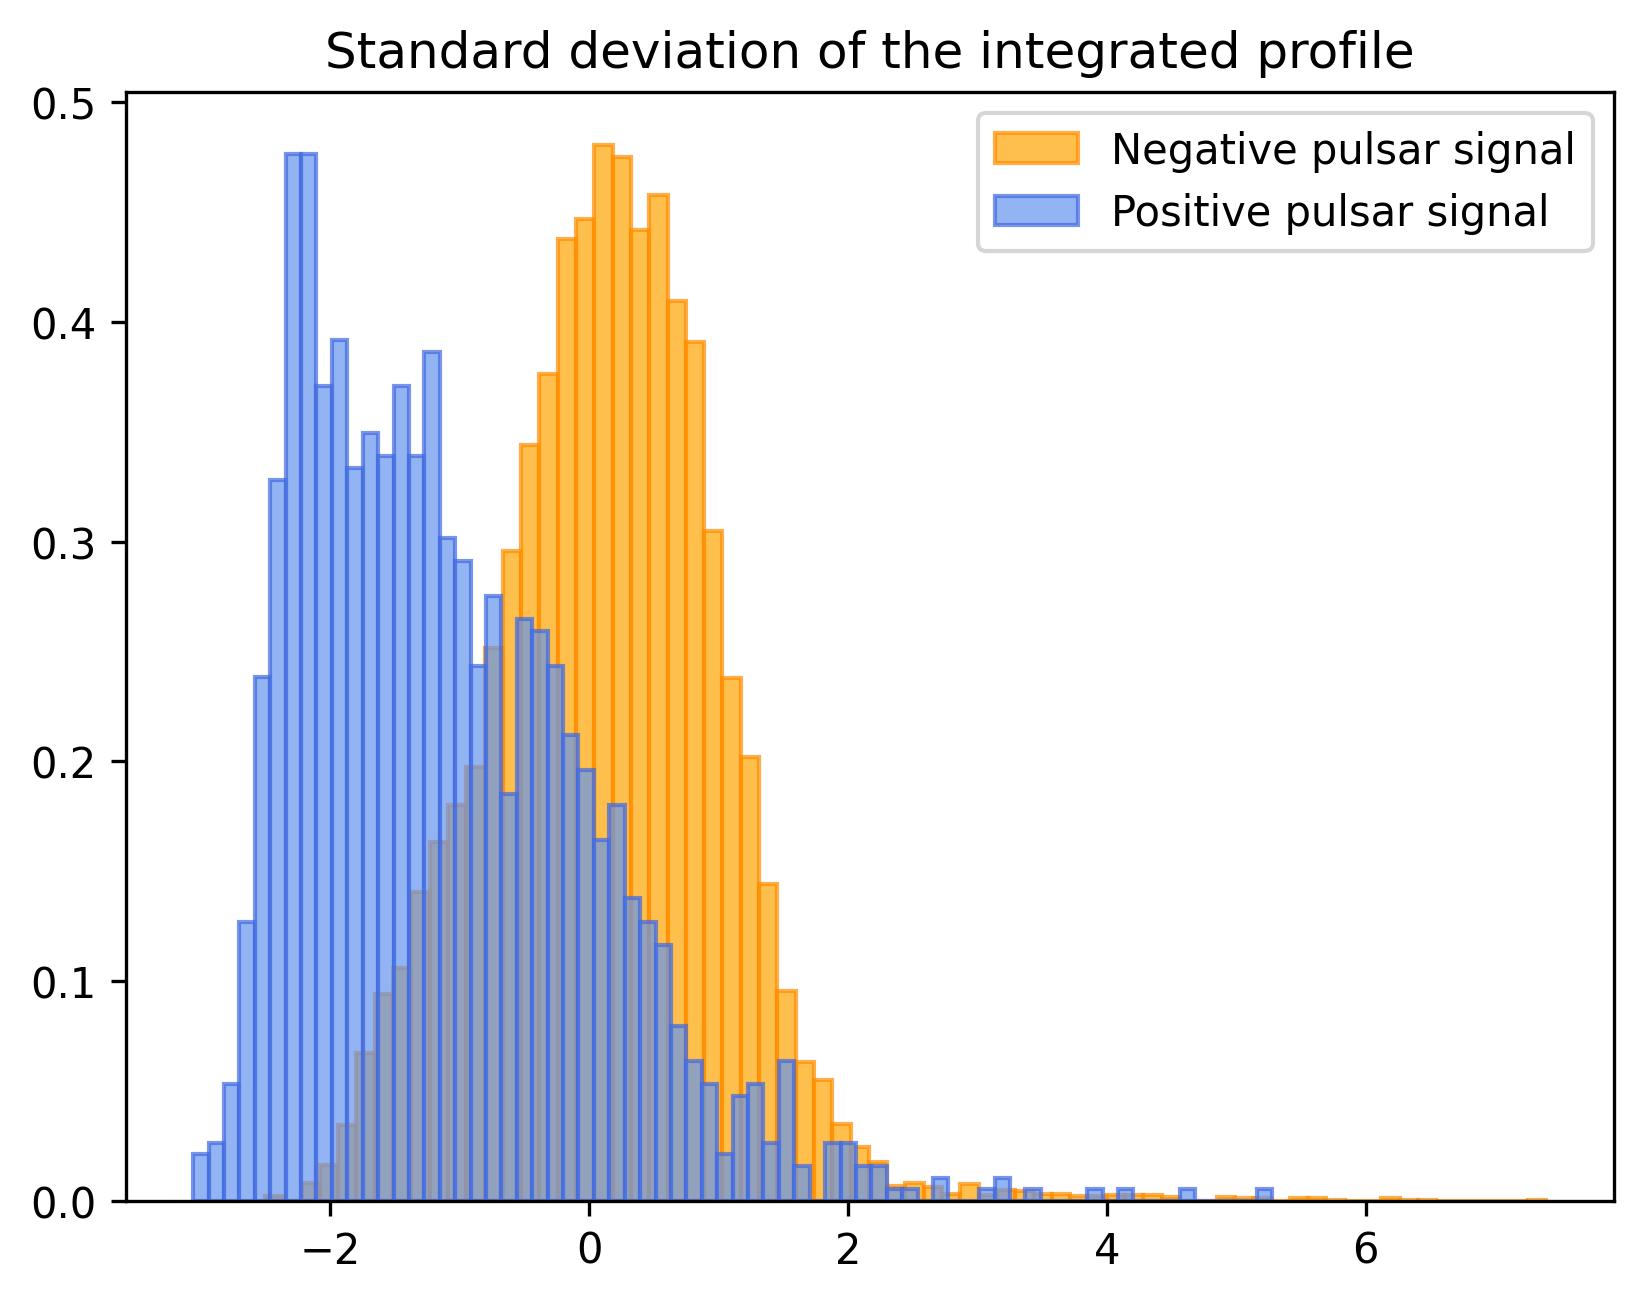 Standard deviation of the integrated profile
Negative pulsar signal
Positive pulsar signal
0.5
0.4
0.3
0.2
0.1
0.0
−2 0 2 4 6